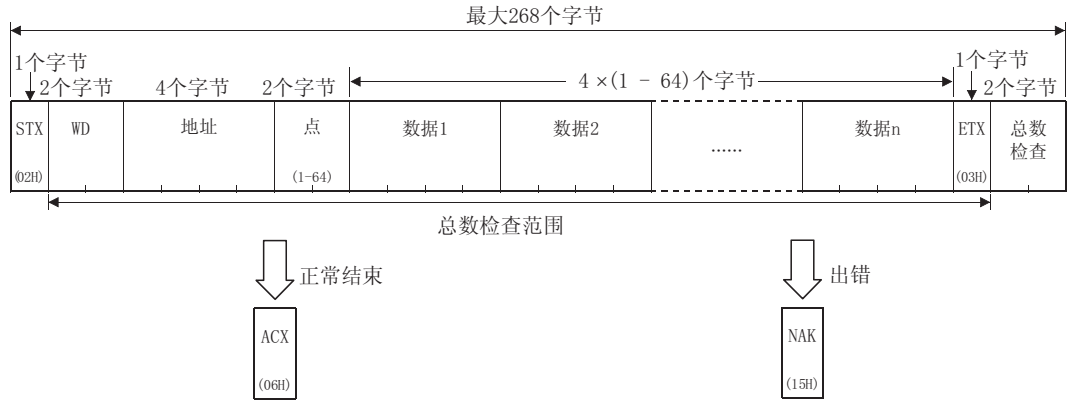 最大268个字节
1个字节
1个字节
2个字节
4个字节
2个字节
4 ×(1 - 64)个字节
2个字节
STX
WD
地址
点
数据1
数据2
......
数据n
ETX
总数
检查
(02H)
(1-64)
(03H)
总数检查范围
正常结束
出错
ACX
(06H)
NAK
(15H)